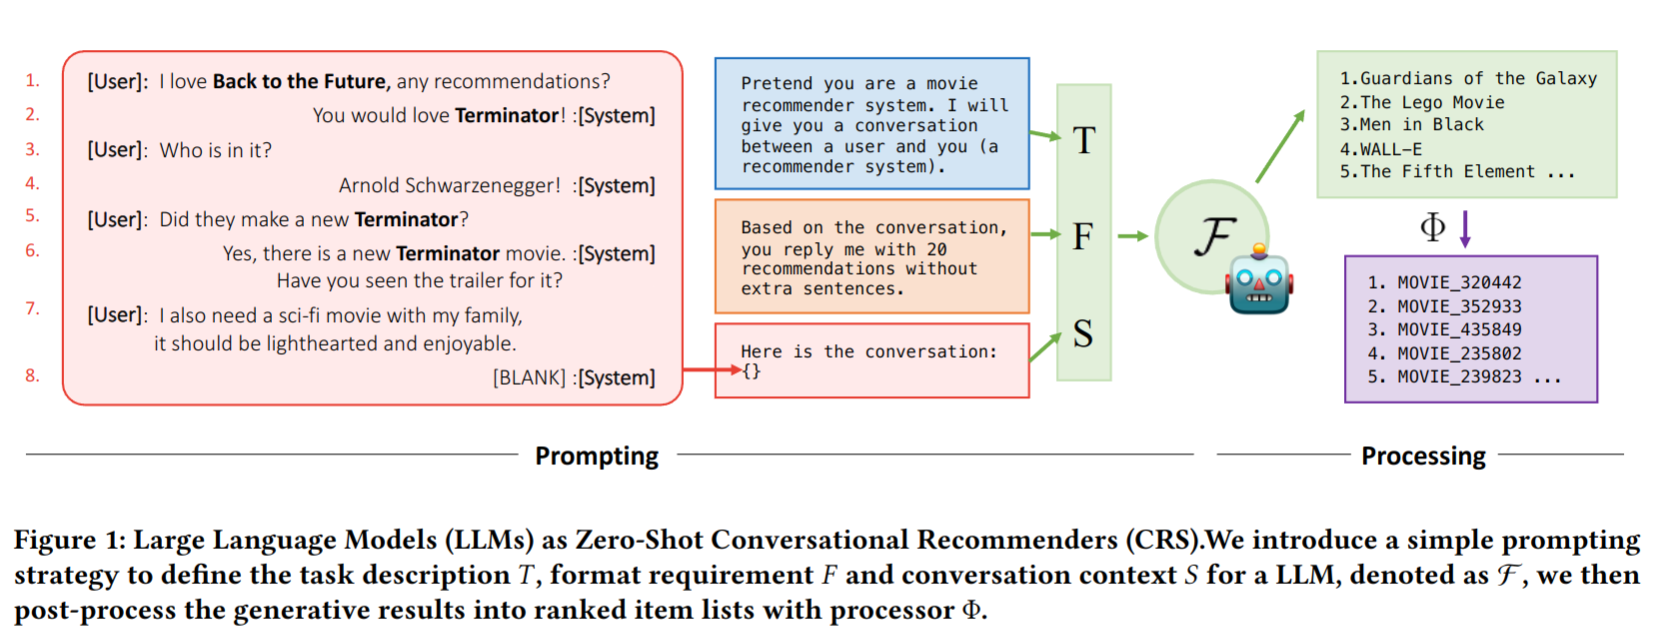 1.
[User]: I love Back to the Future, any recommendations?
2.
You would love Terminator! :[System]
3.
[User]: Who is in it?
4.
Arnold Schwarzenegger! :[System]
5.
[User]: Did they make a new Terminator?
6.
Yes, there is a new Terminator movie. :[System]
Have you seen the trailer for it?
7.
[User]: I also need a sci-fi movie with my family,
it should be lighthearted and enjoyable.
8.
[BLANK] :[System]
Pretend you are a movie
recommender system. I will
give you a conversation
between a user and you (a
recommender system).
Based on the conversation,
you reply me with 20
recommendations without
extra sentences.
Here is the conversation:
{}
T
F
S
ℱ
1.Guardians of the Galaxy
2.The Lego Movie
3.Men in Black
4.WALL-E
5.The Fifth Element ...
Φ
1. MOVIE_320442
2. MOVIE_352933
3. MOVIE_435849
4. MOVIE_235802
5. MOVIE_239823 ...
Prompting
Processing
Figure 1: Large Language Models (LLMs) as Zero-Shot Conversational Recommenders (CRS).We introduce a simple prompting
strategy to define the task description T, format requirement F and conversation context S for a LLM, denoted as ℱ, we then
post-process the generative results into ranked item lists with processor Φ.